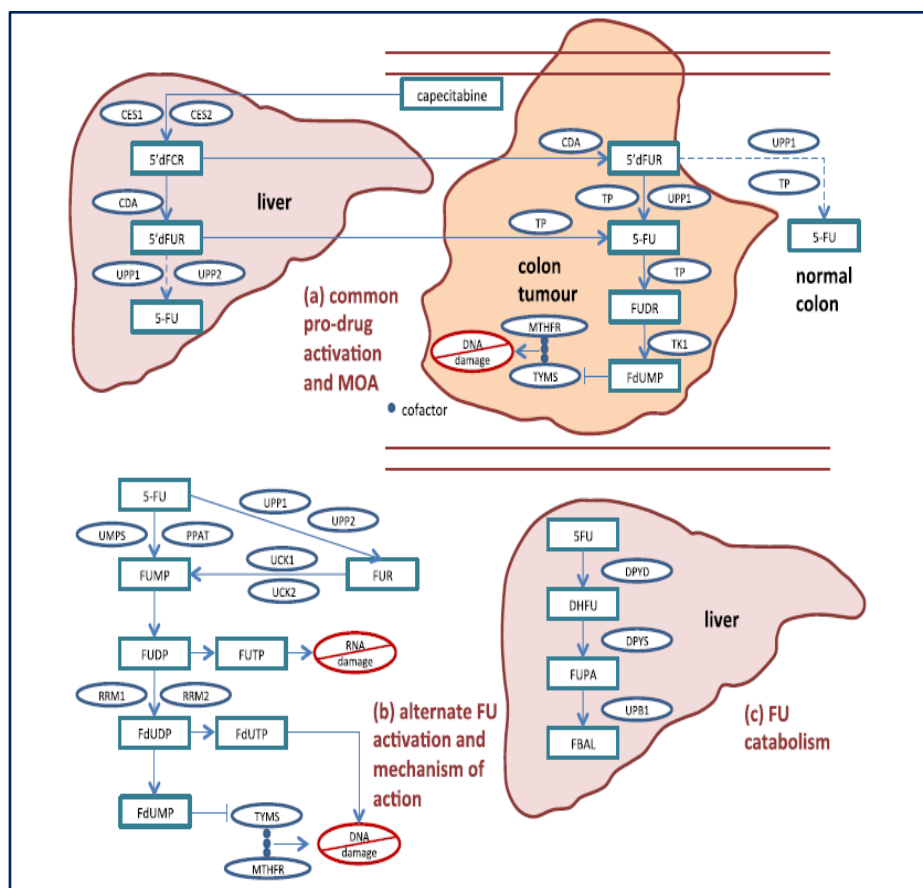 capecitabine
CES1
CES2
5'dFCR
CDA
5'dFUR
UPP1
UPP2
5-FU
liver
CDA
5'dFUR
UPP1
TP
TP
UPP1
TP
5-FU
5-FU
normal
colon
colon
tumour
TP
FUDR
MTHFR
TK1
DNA
damage
TYMS
FdUMP
(a) common
pro-drug
activation
and MOA
cofactor
5-FU
UPP1
UPP2
UMPS
PPAT
UCK1
FUMP
FUR
UCK2
FUDP
FUTP
RNA
damage
RRM1
RRM2
FdUDP
FdUTP
(b) alternate FU
activation and
mechanism of
action
FdUMP
TYMS
DNA
damage
MTHFR
5FU
DPYD
DHFU
liver
DPYS
FUPA
UPB1
FBAL
(c) FU
catabolism